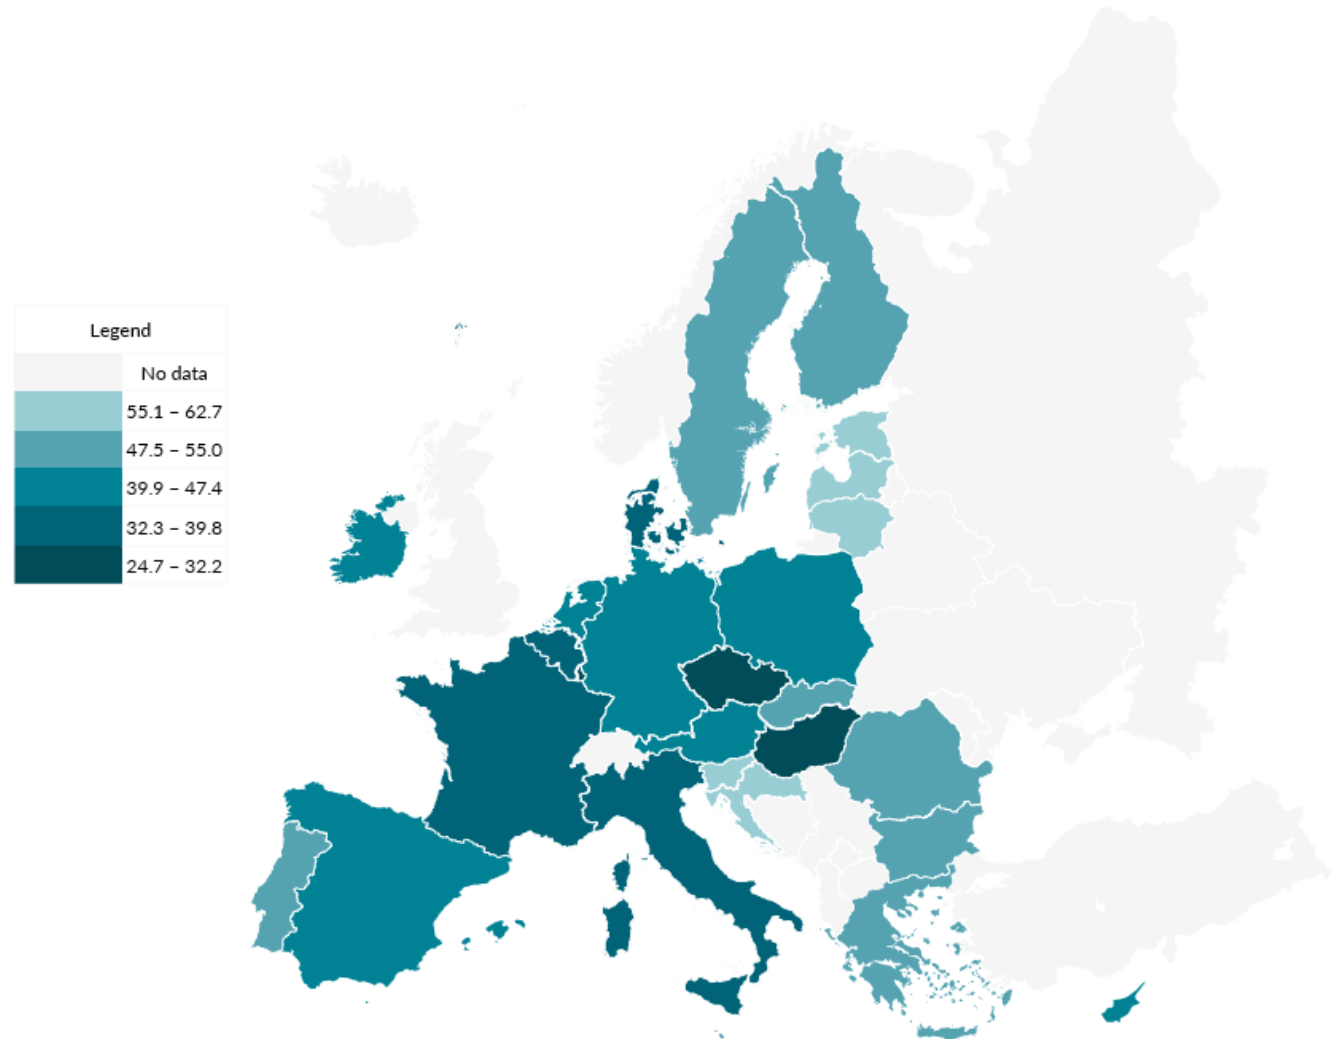 Legend
No data
55.1 – 62.7
47.5 – 55.0
39.9 – 47.4
32.3 – 39.8
24.7 – 32.2